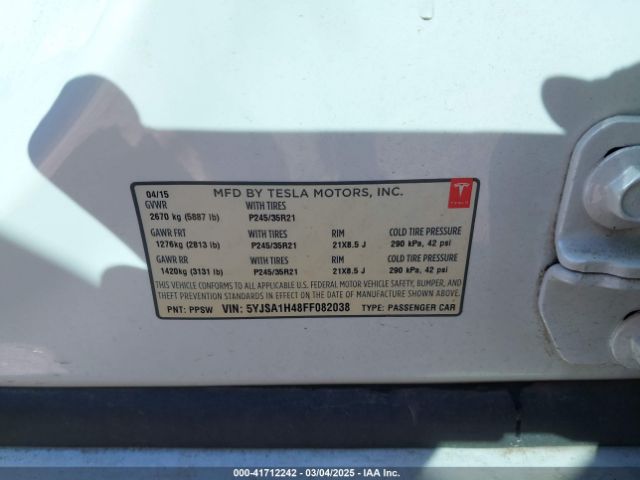 04/15 MFD BY TESLA MOTORS, INC.
GVWR WITH TIRES
2670 kg (5887 lb) P245/35R21
GAWR FRT WITH TIRES RIM COLD TIRE PRESSURE
1276kg (2813 lb) P245/35R21 21X8.5 J 290 kPa, 42 psi
GAWR RR WITH TIRES RIM COLD TIRE PRESSURE
1420kg (3131 lb) P245/35R21 21X8.5 J 290 kPa, 42 psi
THIS VEHICLE CONFORMS TO ALL APPLICABLE U.S. FEDERAL MOTOR VEHICLE SAFETY, BUMPER, AND
THEFT PREVENTION STANDARDS IN EFFECT ON THE DATE OF MANUFACTURE SHOWN ABOVE.
PNT: PPSW VIN: 5YJSA1H48FF082038 TYPE: PASSENGER CAR
TESLA
000-41712242 - 03/04/2025 - IAA Inc.